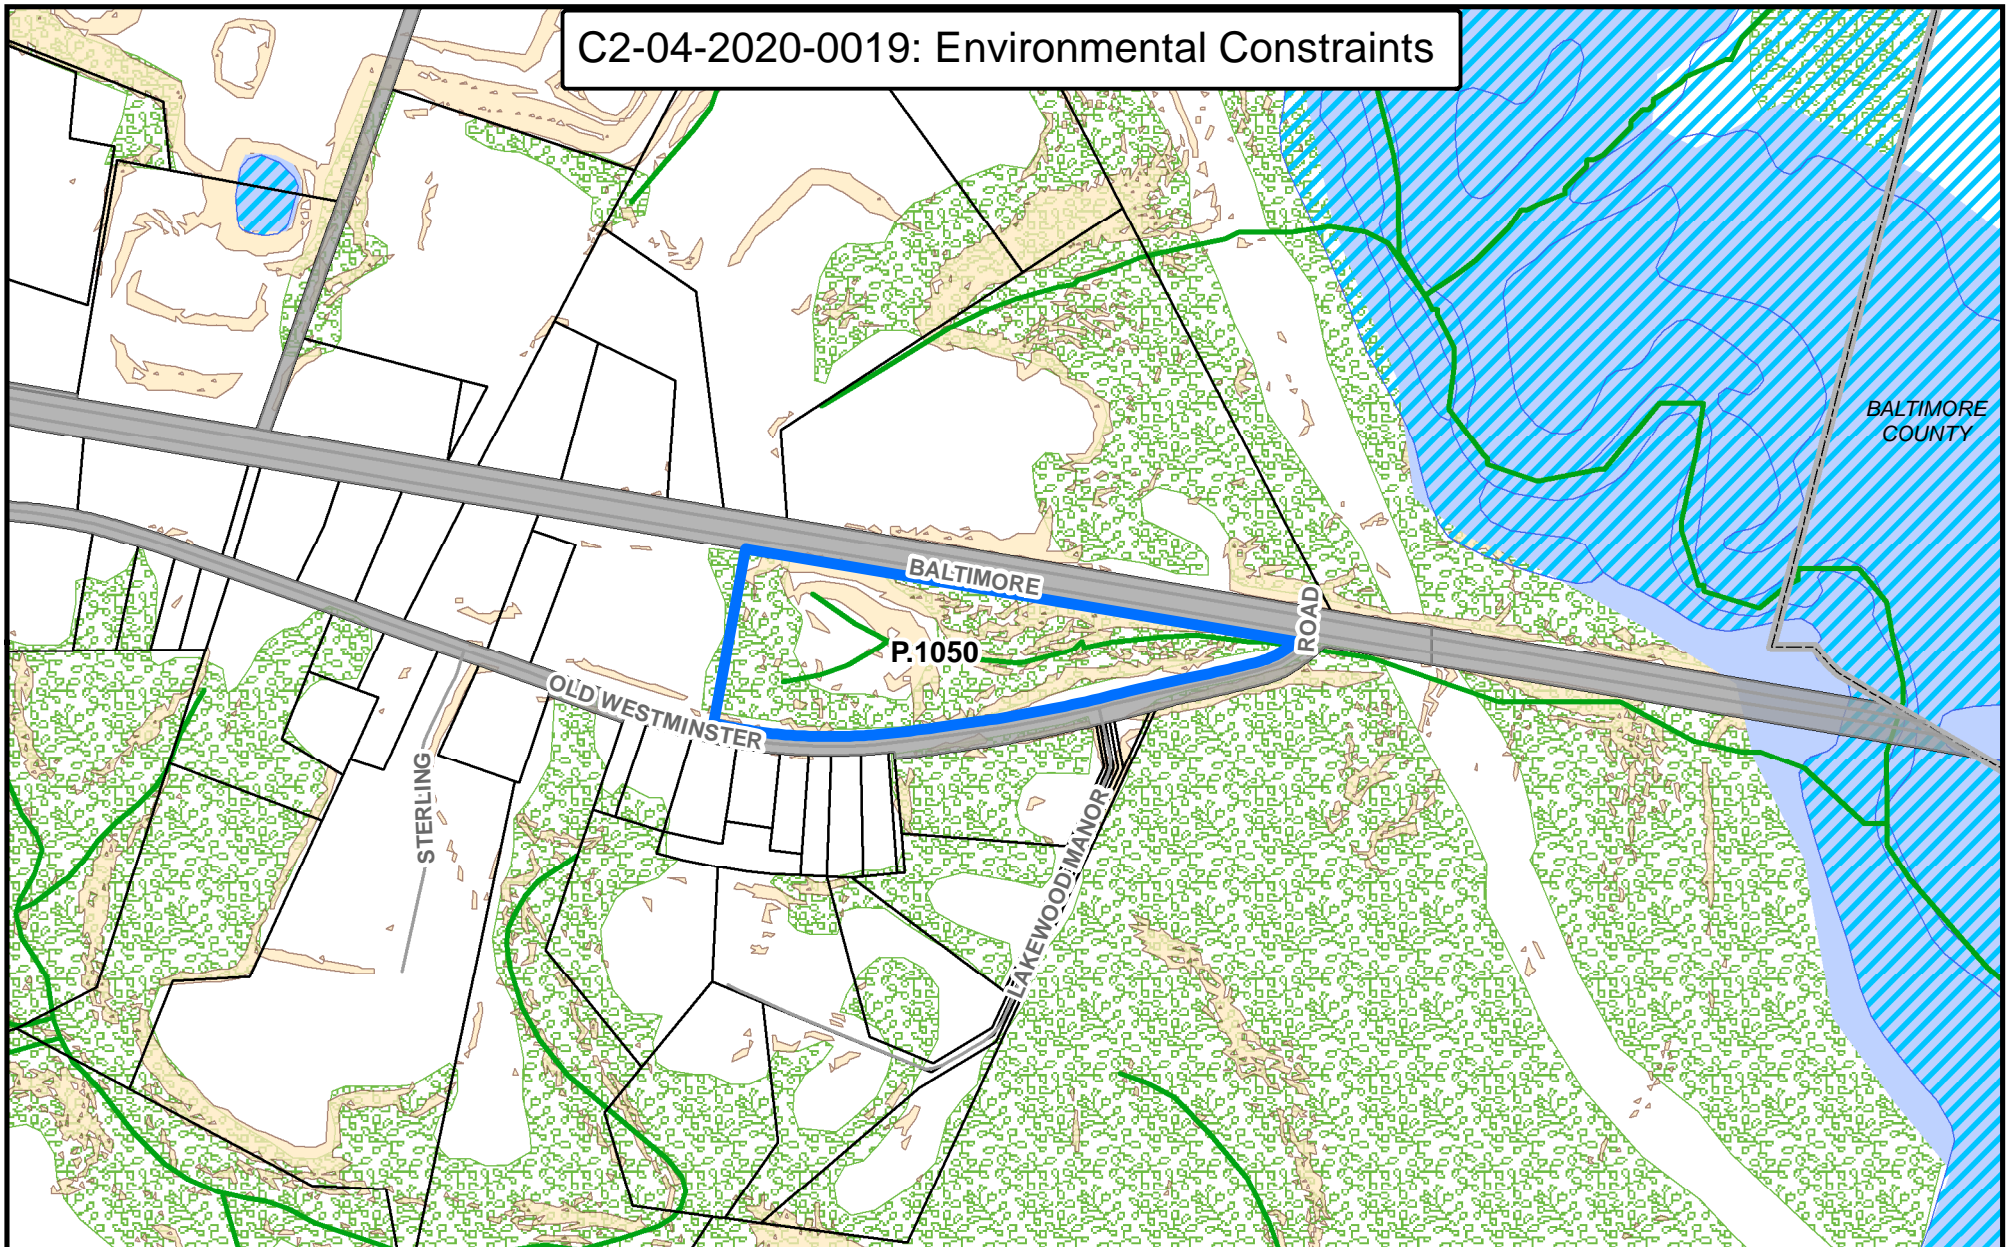 C2-04-2020-0019: Environmental Constraints
BALTIMORE
COUNTY
BALTIMORE
ROAD
P.1050
OLD WESTMINSTER
STERLING
LAKEWOOD MANOR